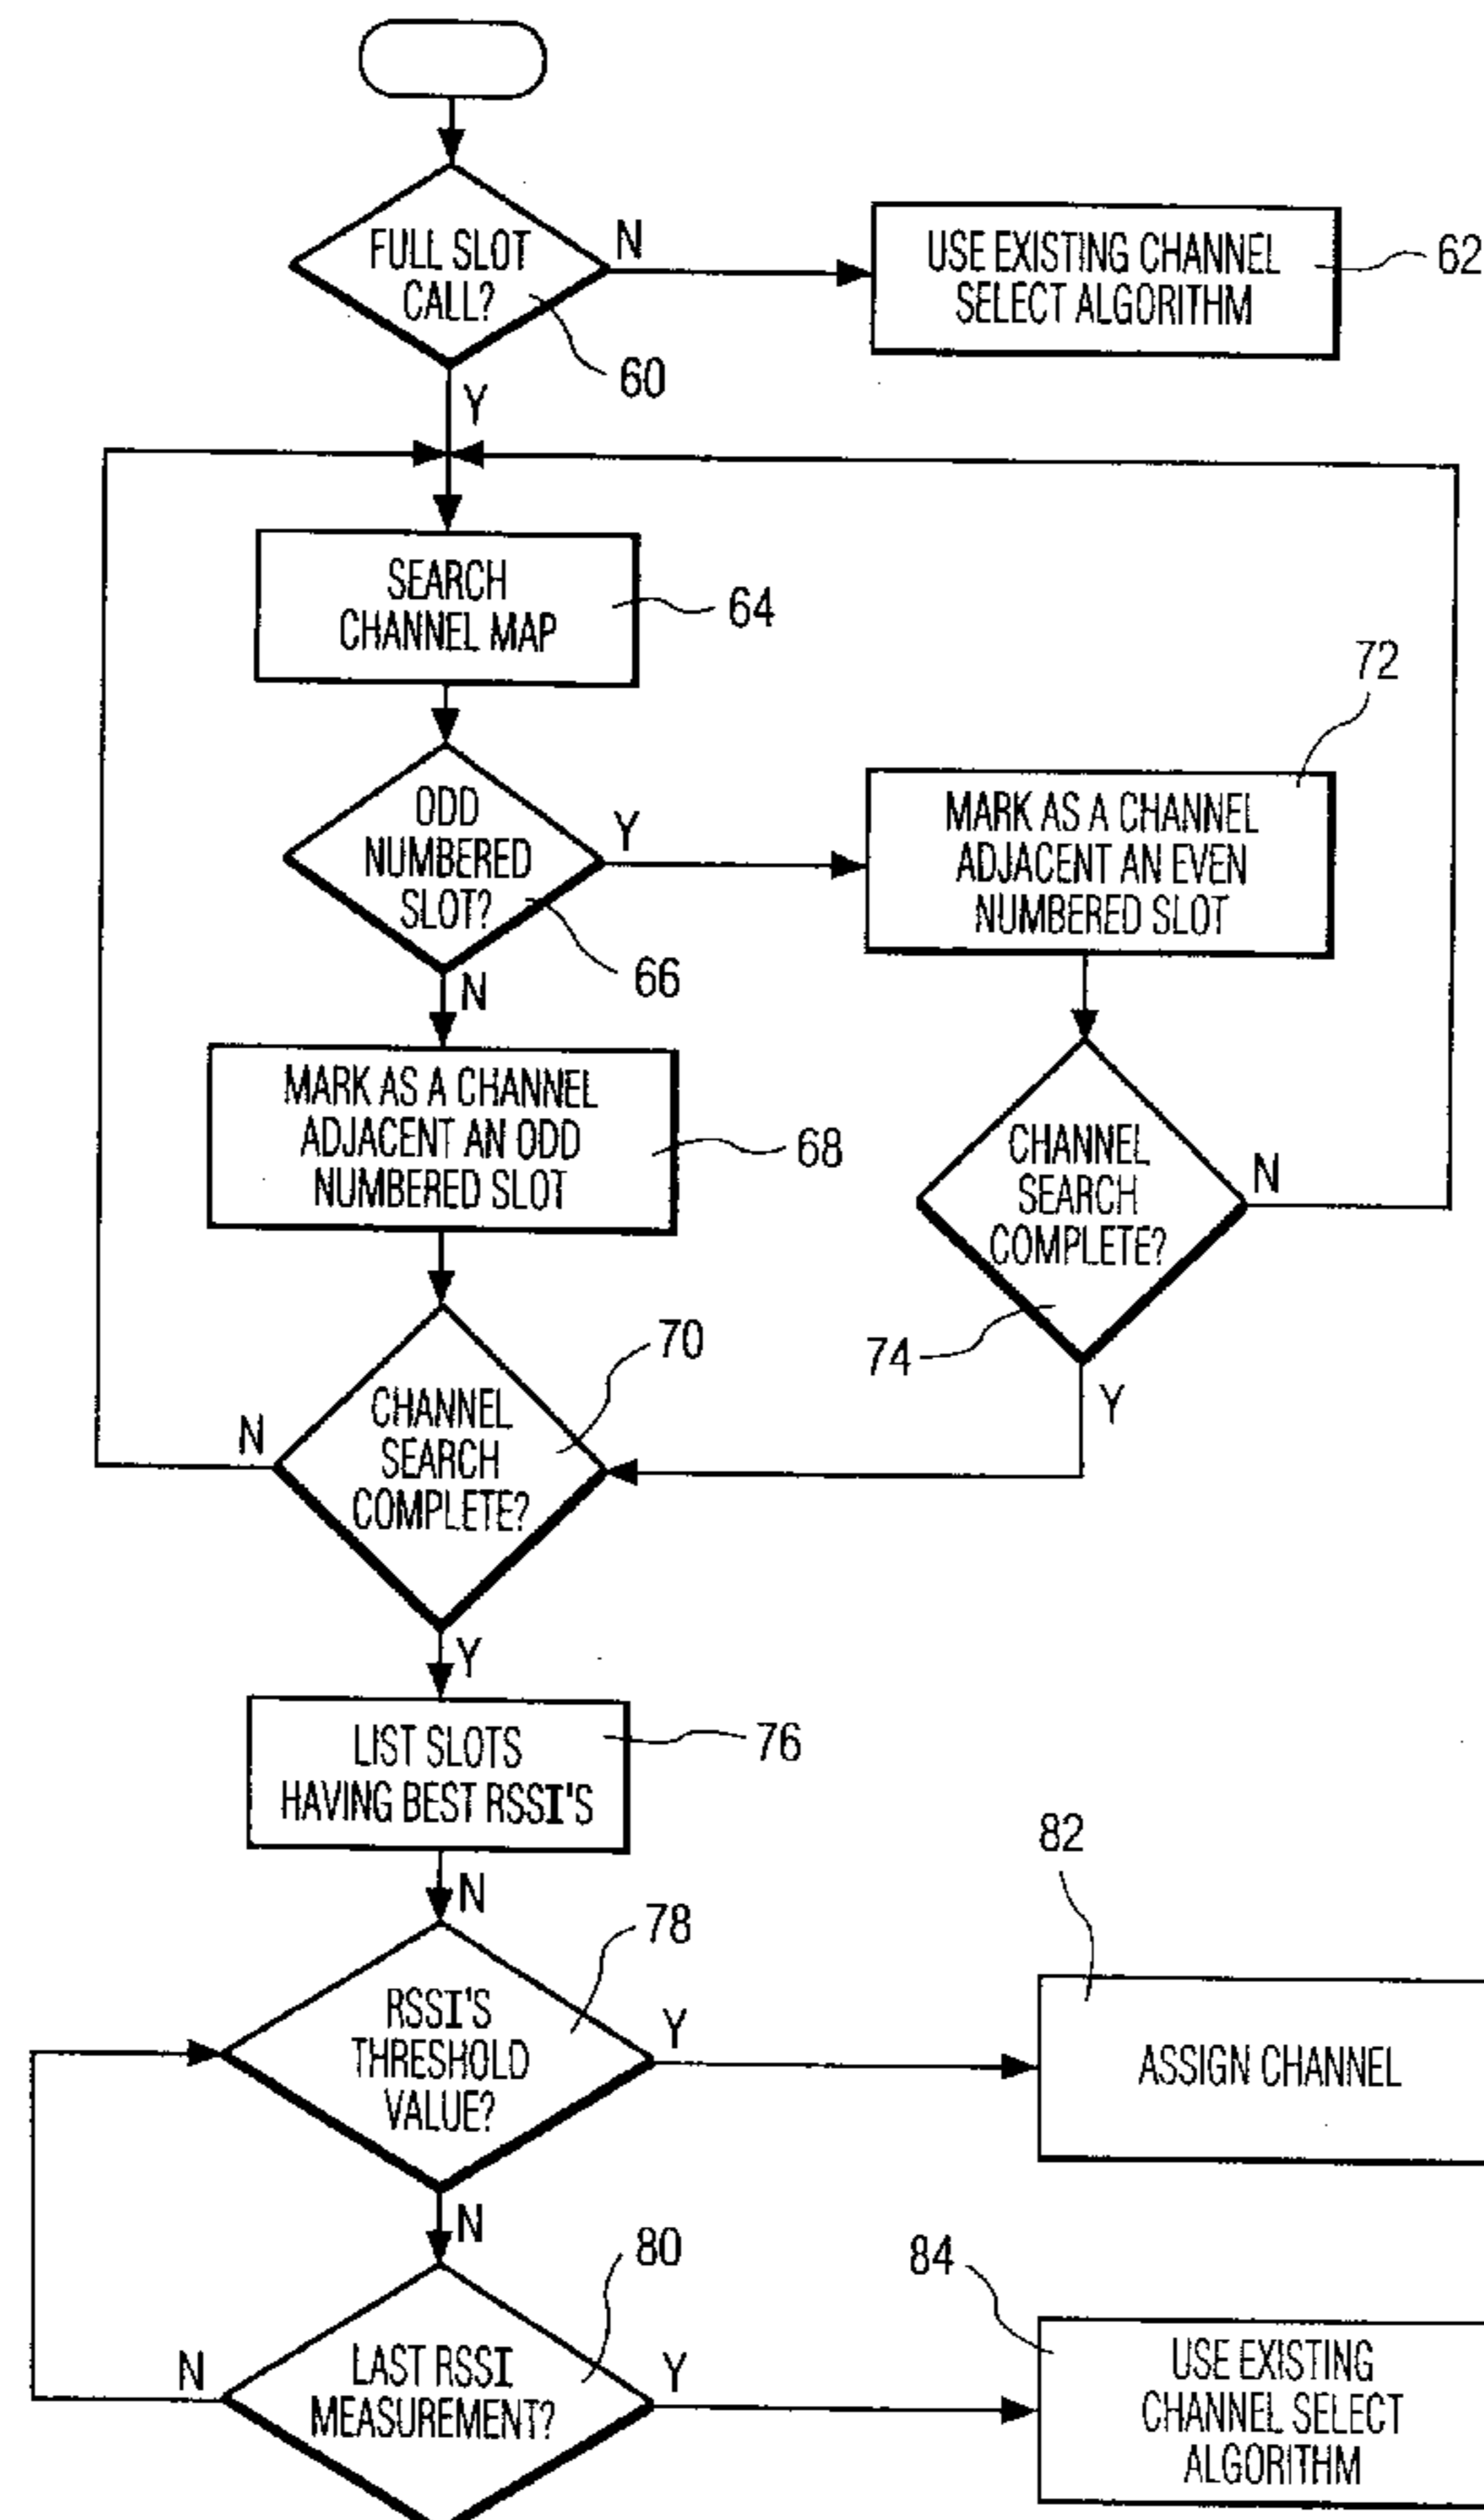 FULL SLOT
CALL?
N
60
Y
USE EXISTING CHANNEL
SELECT ALGORITHM
62
SEARCH
CHANNEL MAP
64
ODD
NUMBERED
SLOT?
Y
66
N
72
MARK AS A CHANNEL
ADJACENT AN EVEN
NUMBERED SLOT
MARK AS A CHANNEL
ADJACENT AN ODD
NUMBERED SLOT
68
CHANNEL
SEARCH
COMPLETE?
N
74
Y
70
CHANNEL
SEARCH
COMPLETE?
N
Y
LIST SLOTS
HAVING BEST RSSI'S
76
N
78
RSSI'S
THRESHOLD
VALUE?
Y
N
82
ASSIGN CHANNEL
80
LAST RSSI
MEASUREMENT?
N
Y
84
USE EXISTING
CHANNEL SELECT
ALGORITHM